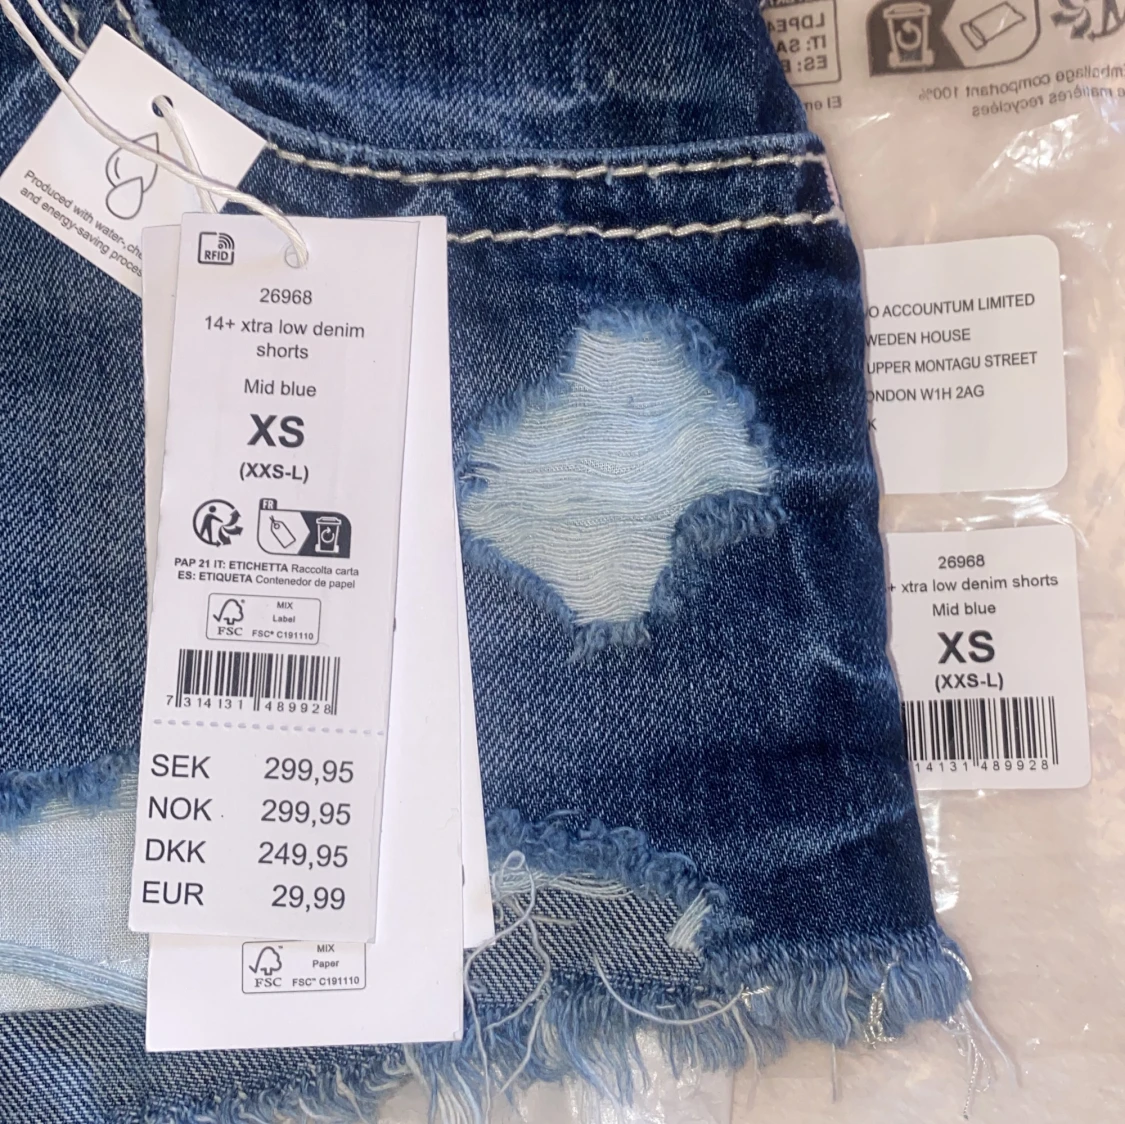 Produced with water-,
and energy-saving
RFID
26968
14+ xtra low denim
shorts
Mid blue
XS
(XXS-L)
FR
PAP 21 IT: ETICHETTA Raccolta carta
ES: ETIQUETA Contenedor de papel
MIX
Label
FSC
FSC® C191110
7 314131 489928
SEK 299,95
NOK 299,95
DKK 249,95
EUR 29,99
MIX
Paper
FSC™
FSC® C191110
Emballage comportant 100%
matières recyclées
O ACCOUNTUM LIMITED
WEDEN HOUSE
UPPER MONTAGU STREET
ONDON W1H 2AG
K
26968
+ xtra low denim shorts
Mid blue
XS
(XXS-L)
14131 489928